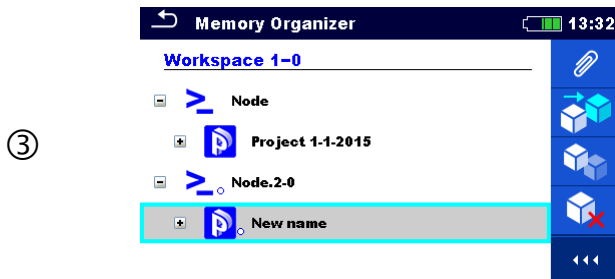 Memory Organizer 13:32
Workspace 1-0
Node
Project 1-1-2015
③
Node.2-0
New name